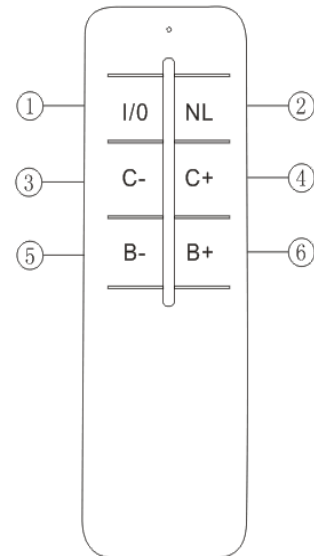 ① I/0 NL ②
③ C- C+ ④
⑤ B- B+ ⑥